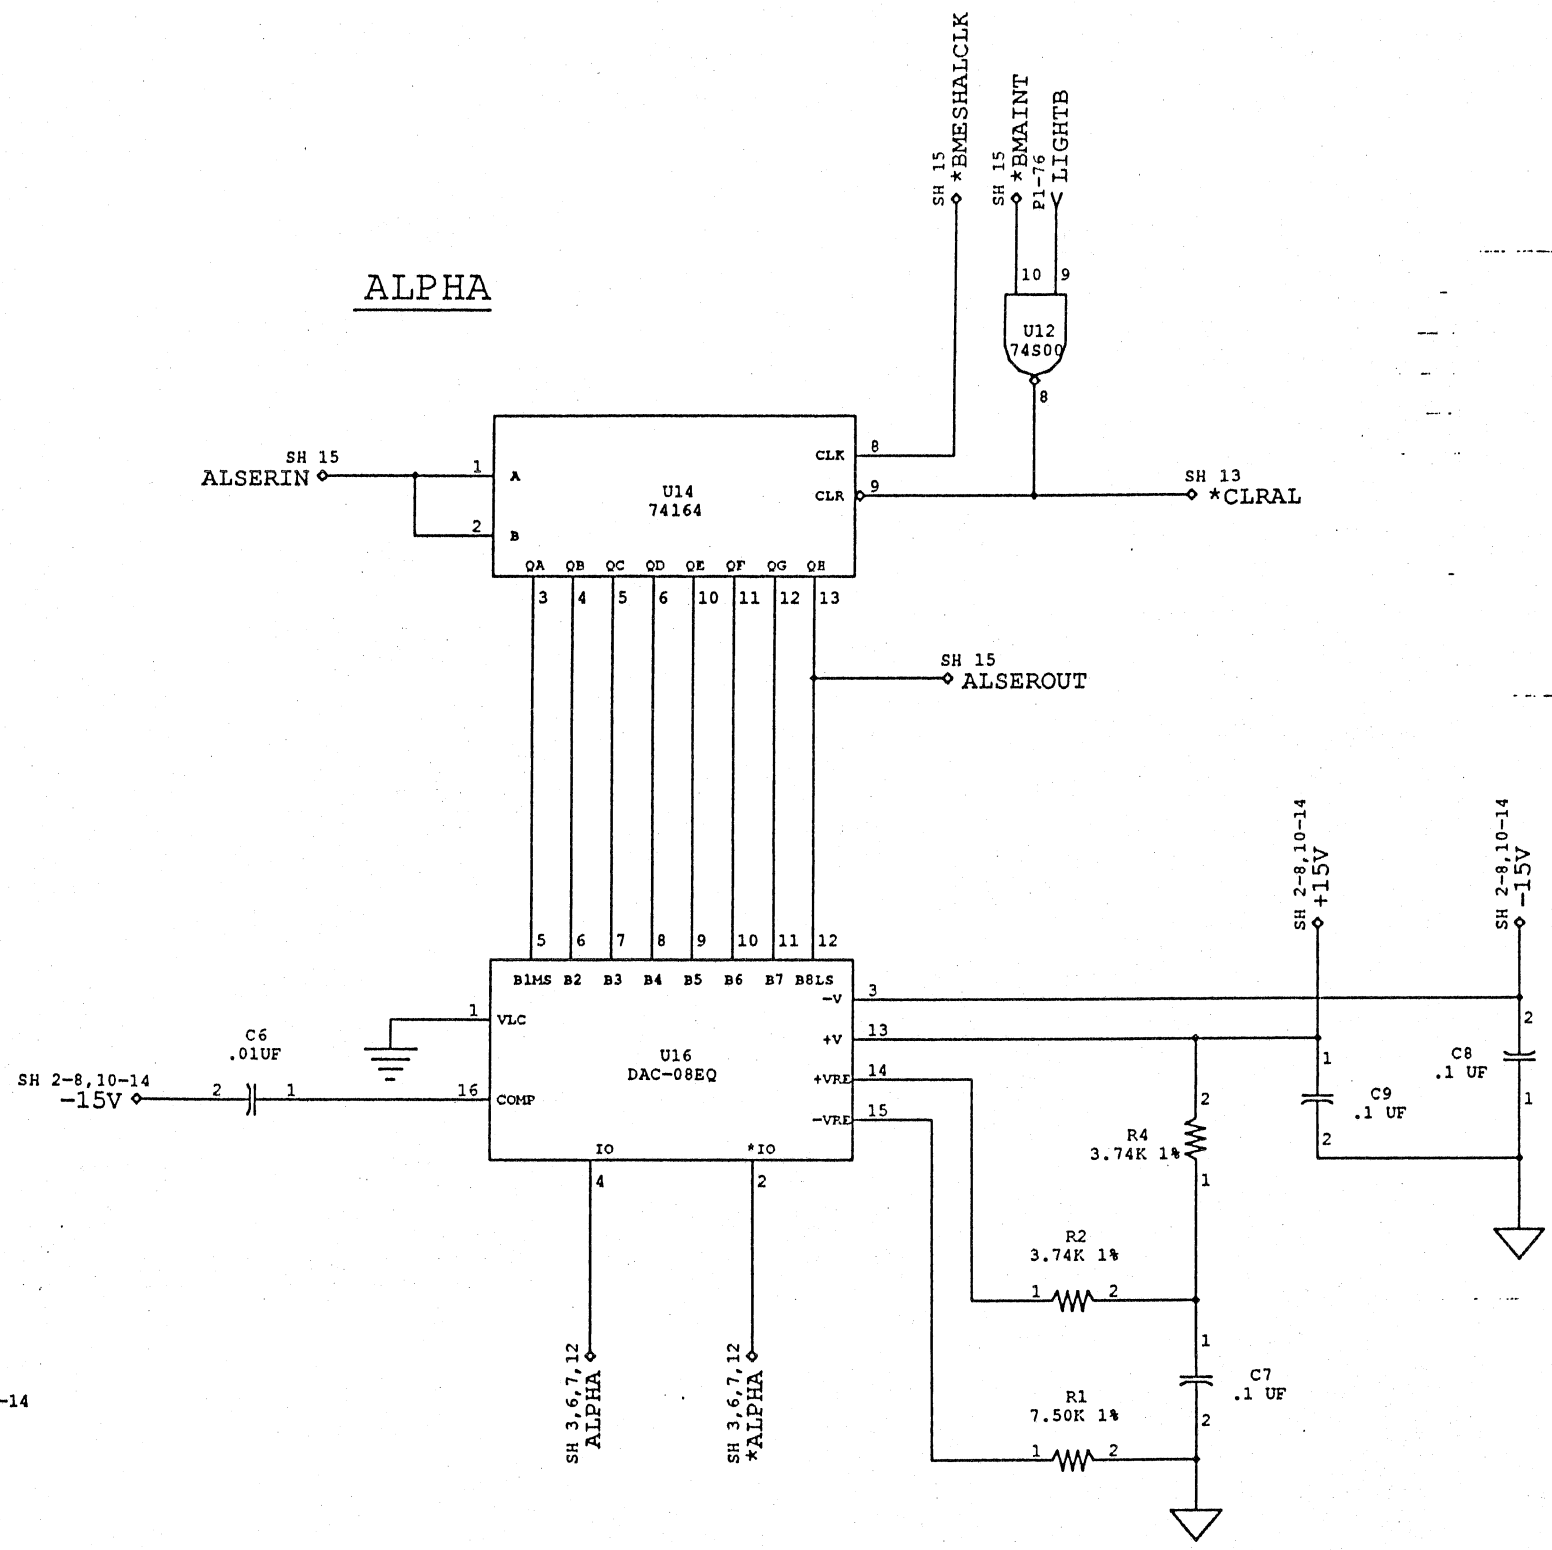 SH 15
*BMESHALCLK
SH 15
*BMAINT
P1-76
LIGHTB
ALPHA
10 9
U12
74S00
8
SH 15
ALSERIN
1
2
A
B
U14
74164
CLK
CLR
8
9
SH 13
*CLRAL
QA QB QC QD QE QF QG QH
3 4 5 6 10 11 12 13
SH 15
ALSEROUT
SH 2-8,10-14
+15V
SH 2-8,10-14
-15V
5 6 7 8 9 10 11 12
B1MS B2 B3 B4 B5 B6 B7 B8LS
-V
3
1
VLC
+V
13
U16
DAC-08EQ
+VRE
14
C6
.01UF
SH 2-8,10-14
-15V
2
1
16
COMP
-VRE
15
IO
*IO
4
2
2
C8
.1 UF
1
1
C9
.1 UF
2
2
R4
3.74K 1%
1
R2
3.74K 1%
1 2
1
C7
.1 UF
2
R1
7.50K 1%
1 2
SH 3,6,7,12
ALPHA
SH 3,6,7,12
*ALPHA
-14